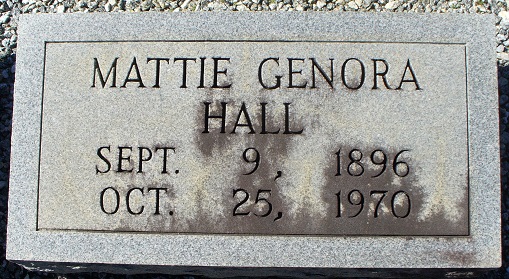 MATTIE GENORA
HALL
SEPT. 9, 1896
OCT. 25, 1970